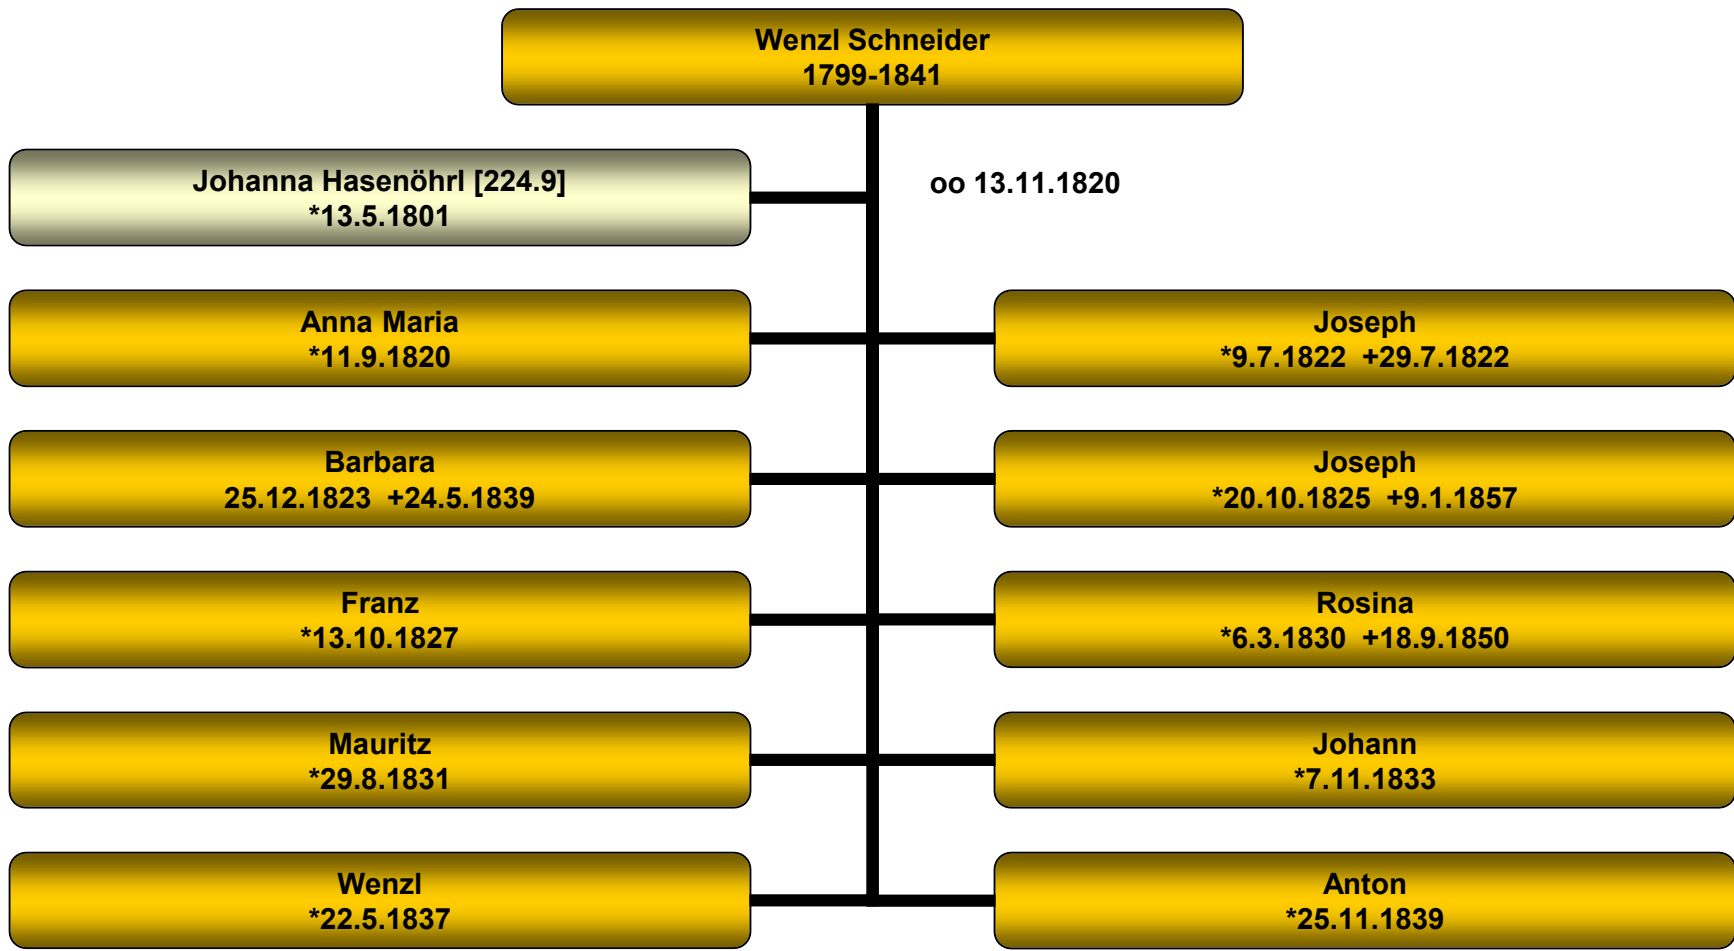 Wenzl Schneider
1799-1841
Johanna Hasenöhrl [224.9]
*13.5.1801
oo 13.11.1820
Anna Maria
*11.9.1820
Joseph
*9.7.1822 +29.7.1822
Barbara
25.12.1823 +24.5.1839
Joseph
*20.10.1825 +9.1.1857
Franz
*13.10.1827
Rosina
*6.3.1830 +18.9.1850
Mauritz
*29.8.1831
Johann
*7.11.1833
Wenzl
*22.5.1837
Anton
*25.11.1839